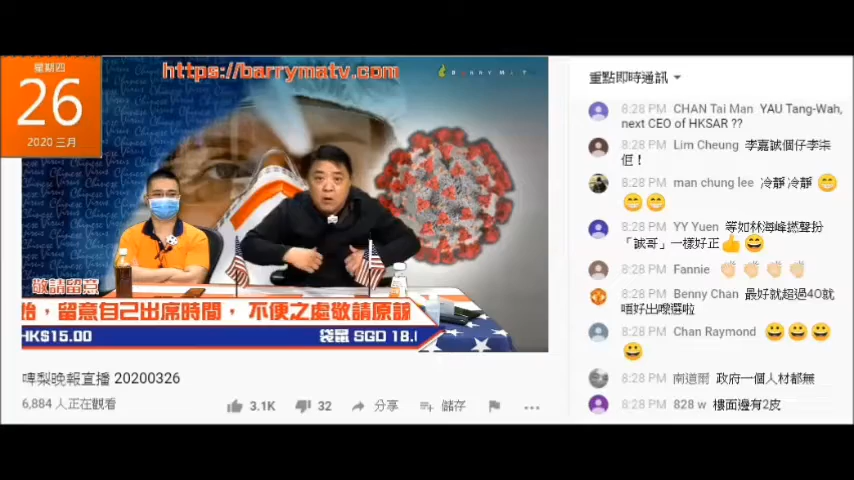 星期四
26
2020 三月
https://barrymatv.com
BARRYMATV
Chinese Virus
敬請留意
始，留意自己出席時間， 不便之處敬請原諒
HK$15.00
袋鼠 SGD 18.
啤梨晚報直播 20200326
6,884 人正在觀看
3.1K
32
分享
儲存
重點即時通訊
8:28 PM CHAN Tai Man YAU Tang-Wah,
next CEO of HKSAR ??
8:28 PM Lim Cheung 李嘉誠個仔李柒
佢！
8:28 PM man chung lee 冷靜 冷靜 😁
😁😁
8:28 PM YY Yuen 等如林海峰撚聲扮
「誠哥」一樣好正👍😄
8:28 PM Fannie 👏🏻👏🏻👏🏻👏🏻
8:28 PM Benny Chan 最好就超過40就
唔好出嚟選啦
8:28 PM Chan Raymond 😀😀😀
😀
8:28 PM 南道爾 政府一個人材都無
8:28 PM 828 w 樓面邊有2皮